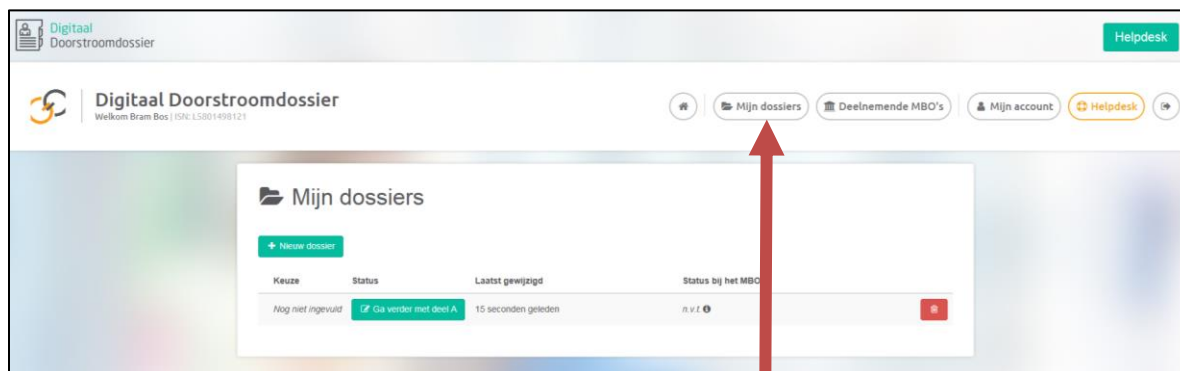 Digitaal
Doorstroomdossier
Helpdesk
Digitaal Doorstroomdossier
Welkom Bram Bos | ISN: L5001498121
Mijn dossiers
Deelnemende MBO's
Mijn account
Helpdesk
Mijn dossiers
+ Nieuw dossier
Keuze Status Laatst gewijzigd Status bij het MBO
Nog niet ingevuld Ga verder met deel A 15 seconden geleden n.v.t.